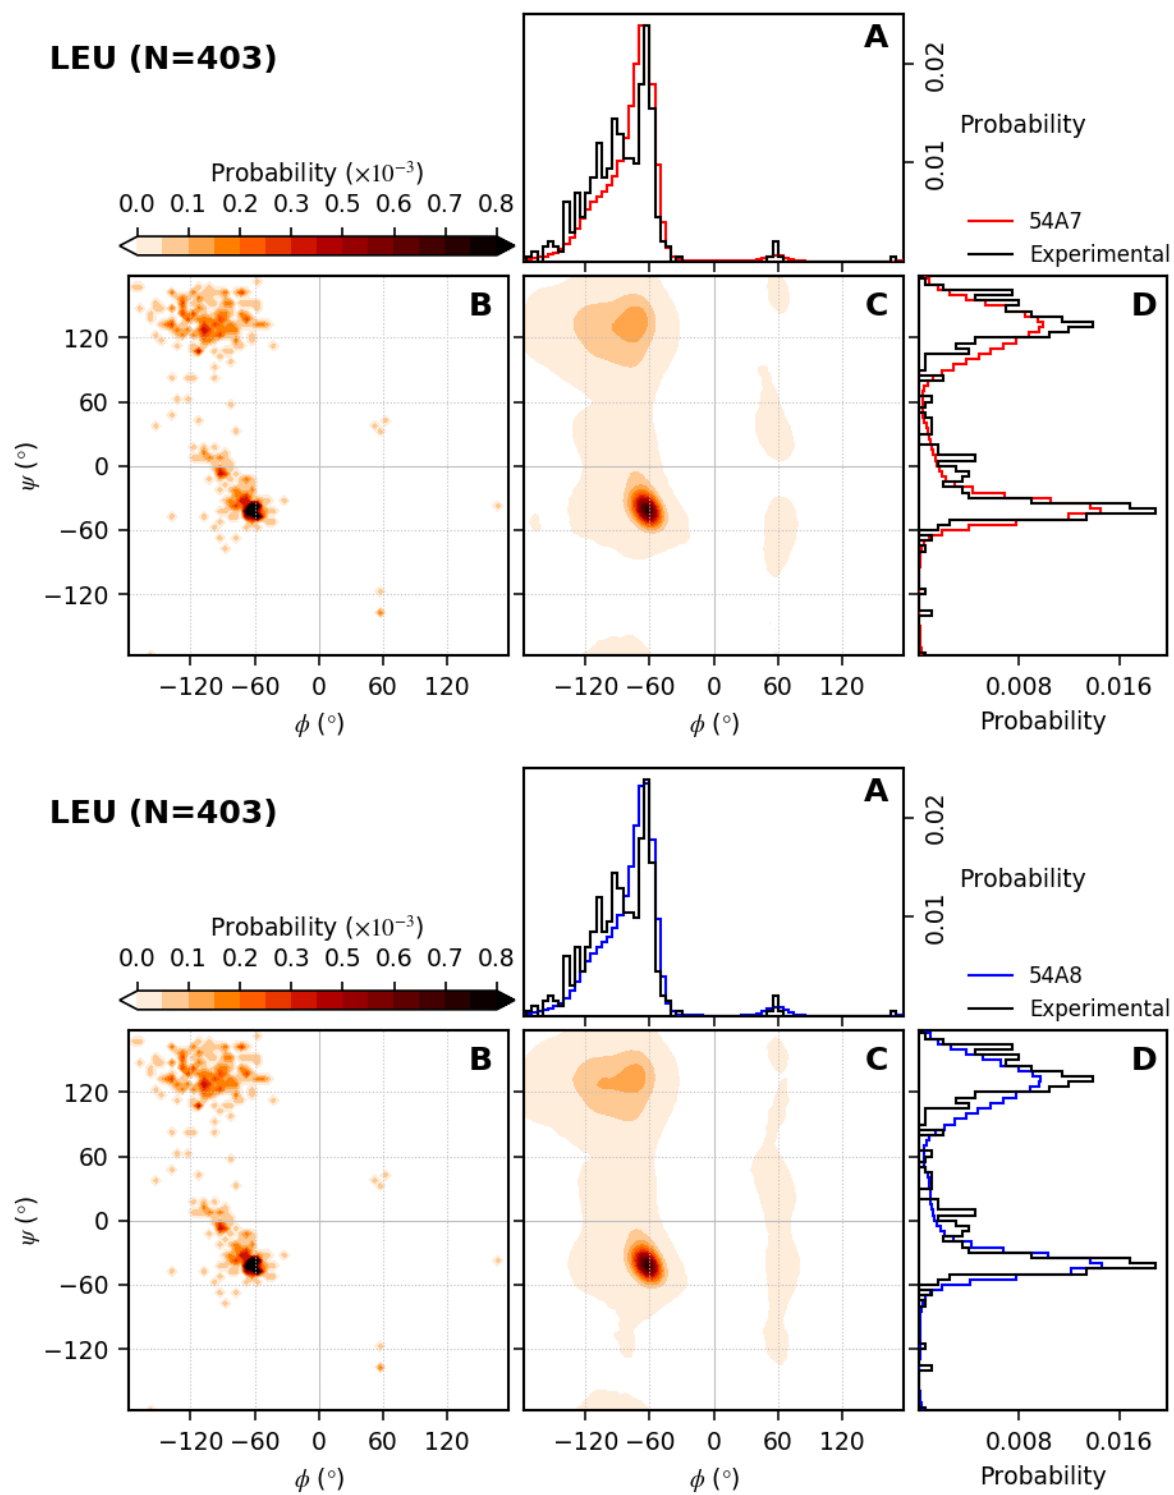 A
LEU (N=403)
0.02
0.01
Probability
Probability (×10⁻³)
0.0 0.1 0.2 0.3 0.5 0.6 0.7 0.8
54A7
Experimental
B
C
D
120
60
0
−60
−120
ψ (°)
−120 −60 0 60 120
−120 −60 0 60 120
0.008 0.016
ϕ (°)
ϕ (°)
Probability
A
LEU (N=403)
0.02
0.01
Probability
Probability (×10⁻³)
0.0 0.1 0.2 0.3 0.5 0.6 0.7 0.8
54A8
Experimental
B
C
D
120
60
0
−60
−120
ψ (°)
−120 −60 0 60 120
−120 −60 0 60 120
0.008 0.016
ϕ (°)
ϕ (°)
Probability